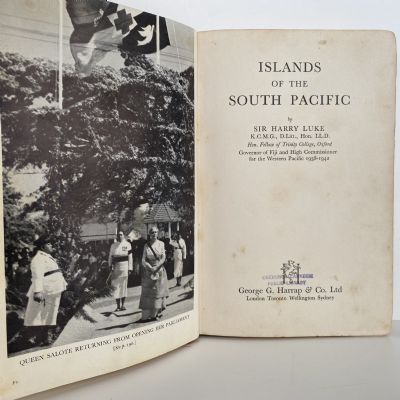 QUEEN SALOTE RETURNING FROM OPENING HER PARLIAMENT
ISLANDS
OF THE
SOUTH PACIFIC
by
SIR HARRY LUKE
K.C.M.G., D.Litt., Hon. LL.D.
Hon. Fellow of Trinity College, Oxford
Governor of Fiji and High Commissioner
for the Western Pacific 1938-1942
PUBLIC LIBRARY
George G. Harrap & Co. Ltd
London Toronto Wellington Sydney